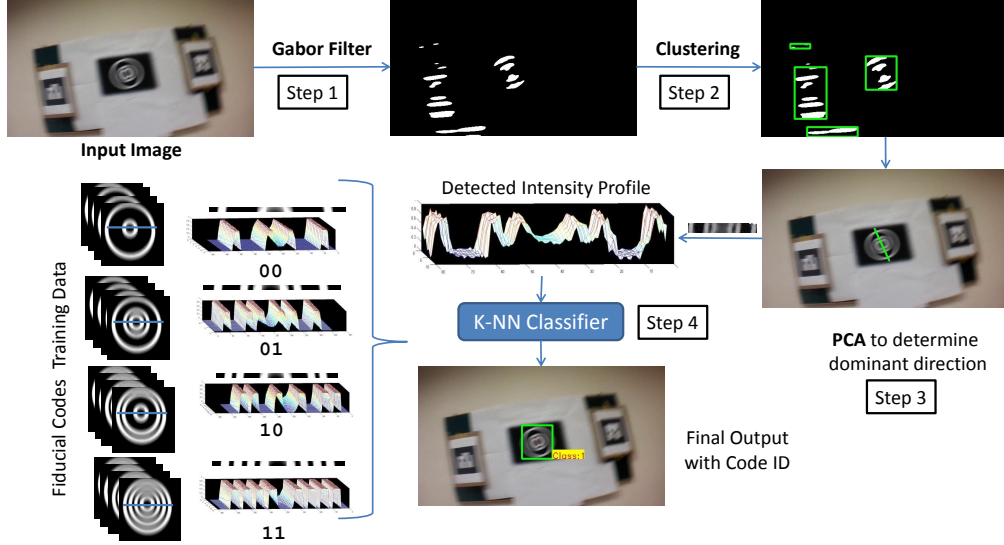 Gabor Filter
Step 1
Clustering
Step 2
Input Image
Detected Intensity Profile
Fiducial Codes Training Data
00
01
10
11
K-NN Classifier
Step 4
PCA to determine
dominant direction
Step 3
Class:1
Final Output
with Code ID